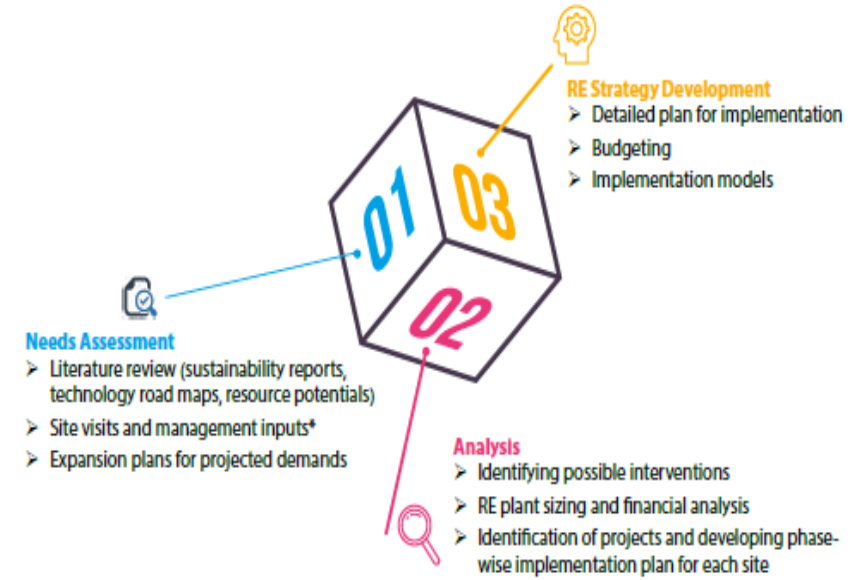 01
Needs Assessment
➢ Literature review (sustainability reports,
technology road maps, resource potentials)
➢ Site visits and management inputs*
➢ Expansion plans for projected demands
02
Analysis
➢ Identifying possible interventions
➢ RE plant sizing and financial analysis
➢ Identification of projects and developing phase-
wise implementation plan for each site
03
RE Strategy Development
➢ Detailed plan for implementation
➢ Budgeting
➢ Implementation models